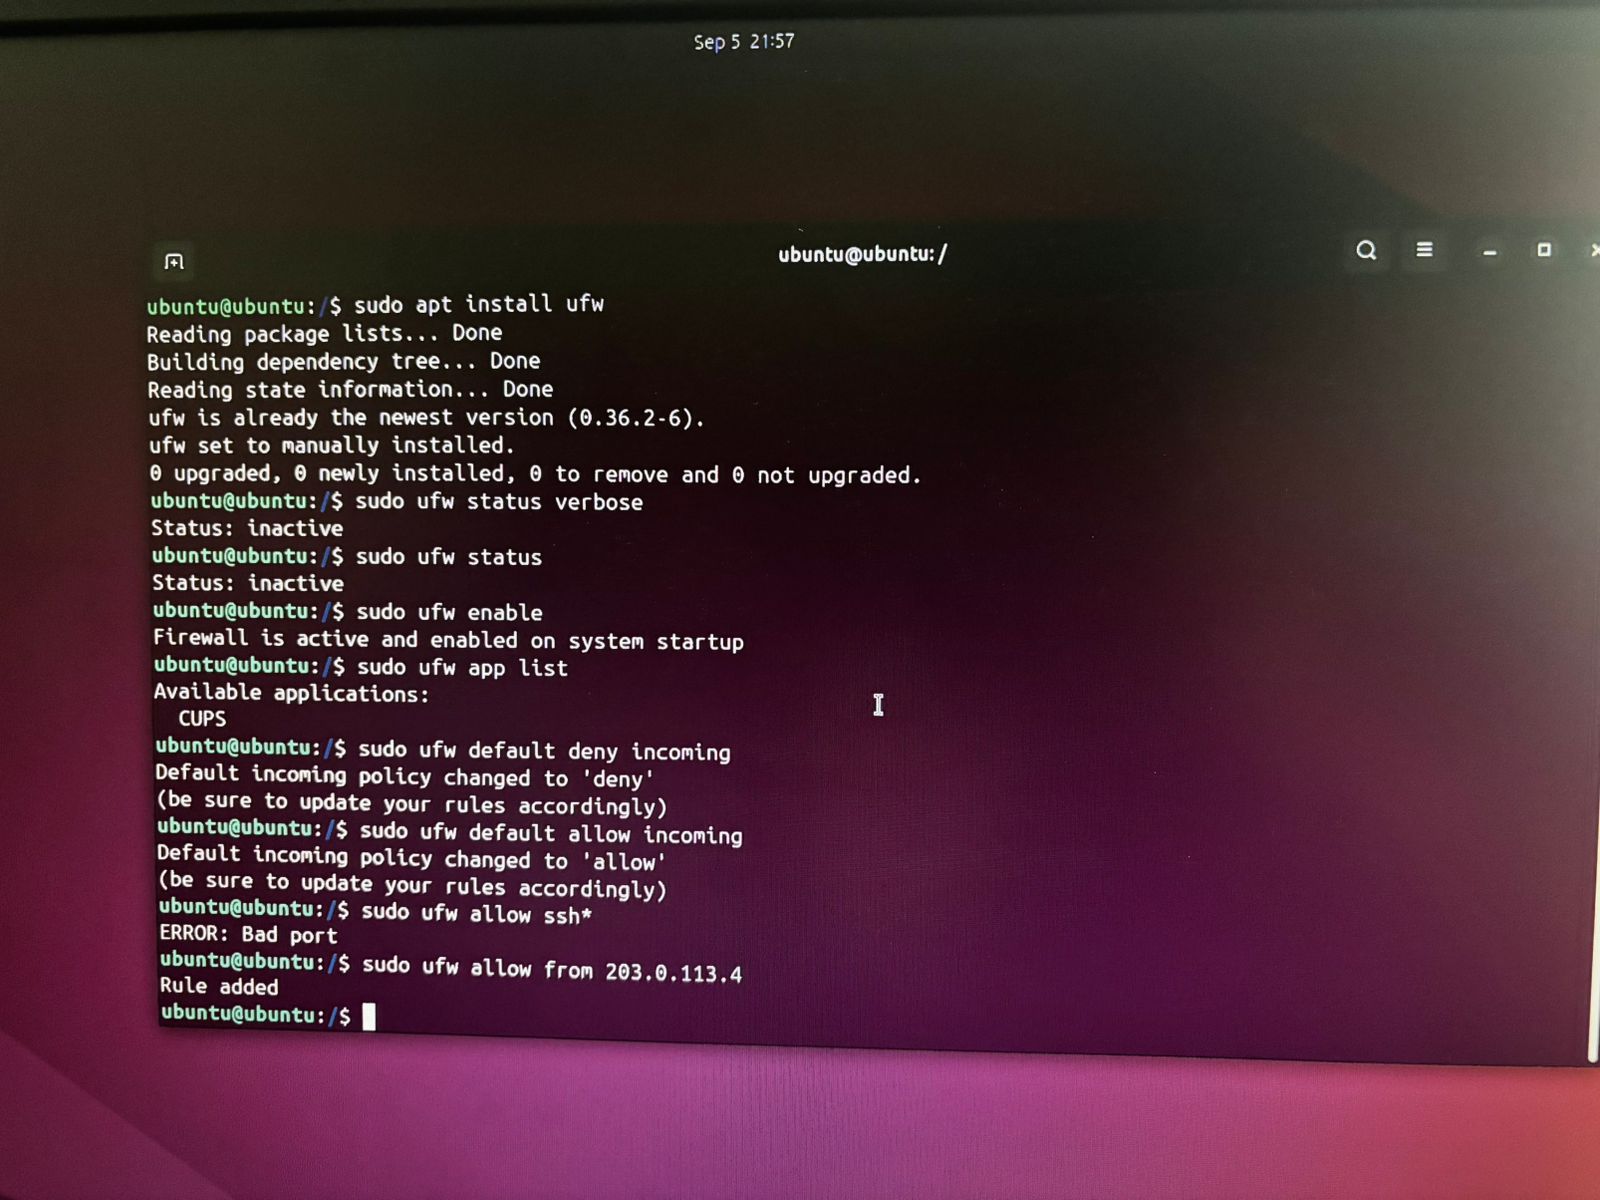 Sep 5 21:57
ubuntu@ubuntu:/
ubuntu@ubuntu:/$ sudo apt install ufw
Reading package lists... Done
Building dependency tree... Done
Reading state information... Done
ufw is already the newest version (0.36.2-6).
ufw set to manually installed.
0 upgraded, 0 newly installed, 0 to remove and 0 not upgraded.
ubuntu@ubuntu:/$ sudo ufw status verbose
Status: inactive
ubuntu@ubuntu:/$ sudo ufw status
Status: inactive
ubuntu@ubuntu:/$ sudo ufw enable
Firewall is active and enabled on system startup
ubuntu@ubuntu:/$ sudo ufw app list
Available applications:
  CUPS
ubuntu@ubuntu:/$ sudo ufw default deny incoming
Default incoming policy changed to 'deny'
(be sure to update your rules accordingly)
ubuntu@ubuntu:/$ sudo ufw default allow incoming
Default incoming policy changed to 'allow'
(be sure to update your rules accordingly)
ubuntu@ubuntu:/$ sudo ufw allow ssh*
ERROR: Bad port
ubuntu@ubuntu:/$ sudo ufw allow from 203.0.113.4
Rule added
ubuntu@ubuntu:/$